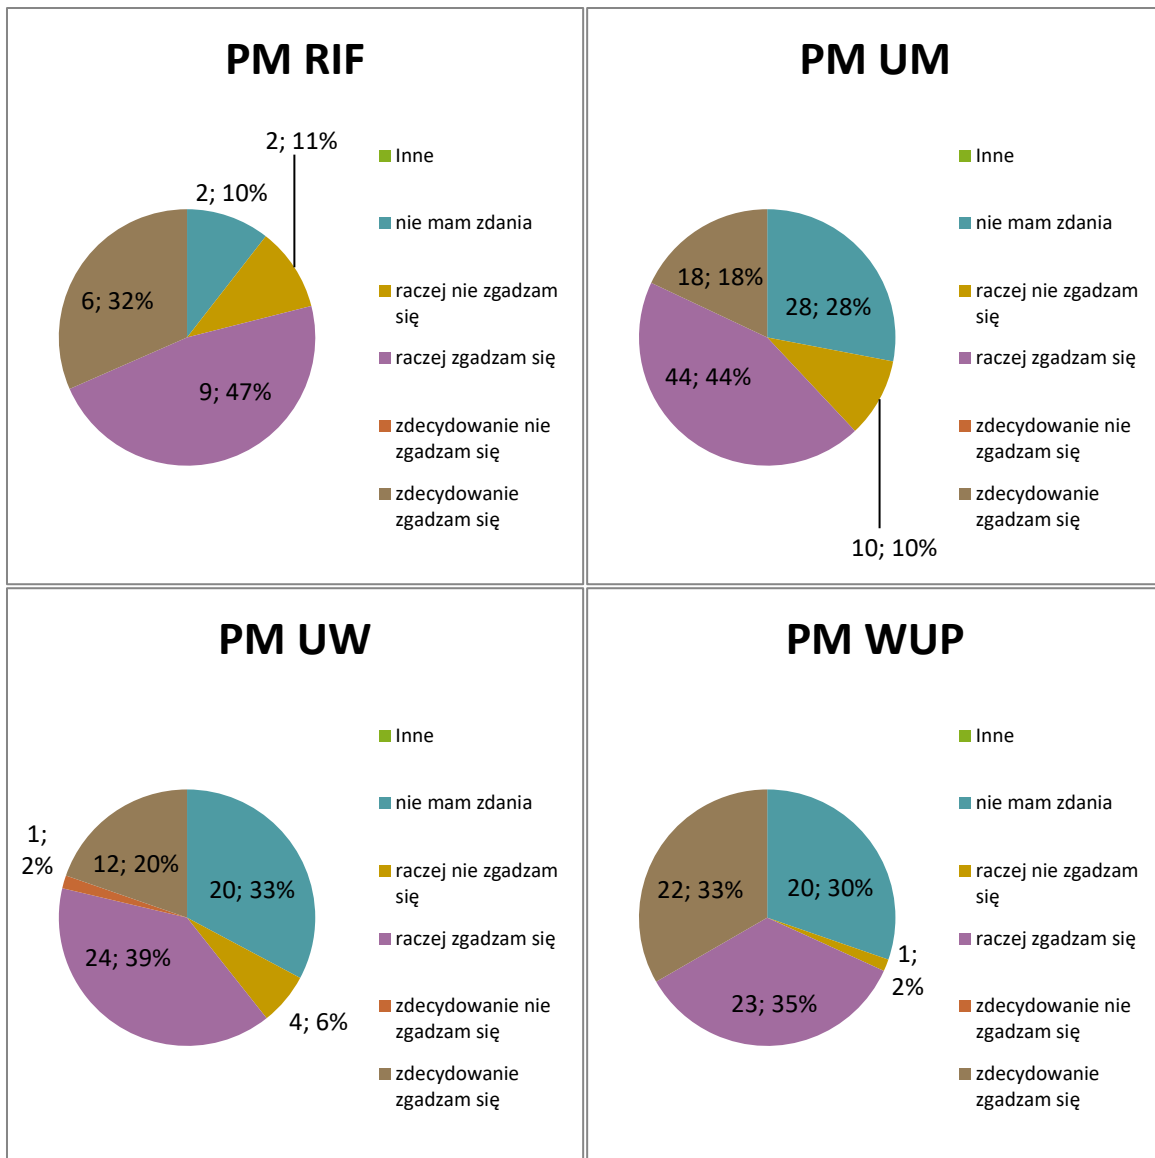 PM RIF
2; 11%
2; 10%
6; 32%
9; 47%
Inne
nie mam zdania
raczej nie zgadzam
się
raczej zgadzam się
zdecydowanie nie
zgadzam się
zdecydowanie
zgadzam się
PM UM
18; 18%
28; 28%
44; 44%
10; 10%
Inne
nie mam zdania
raczej nie zgadzam
się
raczej zgadzam się
zdecydowanie nie
zgadzam się
zdecydowanie
zgadzam się
PM UW
1;
2%
12; 20%
20; 33%
24; 39%
4; 6%
Inne
nie mam zdania
raczej nie zgadzam
się
raczej zgadzam się
zdecydowanie nie
zgadzam się
zdecydowanie
zgadzam się
PM WUP
22; 33%
20; 30%
1;
2%
23; 35%
Inne
nie mam zdania
raczej nie zgadzam
się
raczej zgadzam się
zdecydowanie nie
zgadzam się
zdecydowanie
zgadzam się